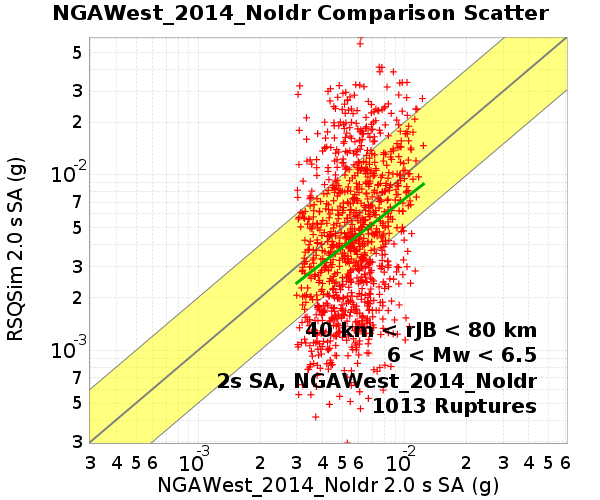 NGAWest_2014_NoIdr Comparison Scatter
5
3
2
10-2
7
5
3
2
10-3
7
5
3
RSQSim 2.0 s SA (g)
40 km < rJB < 80 km
6 < Mw < 6.5
2s SA, NGAWest_2014_NoIdr
1013 Ruptures
3 4 5 6 10-3 2 3 4 5 6 10-2 2 3 4 5 6
NGAWest_2014_NoIdr 2.0 s SA (g)